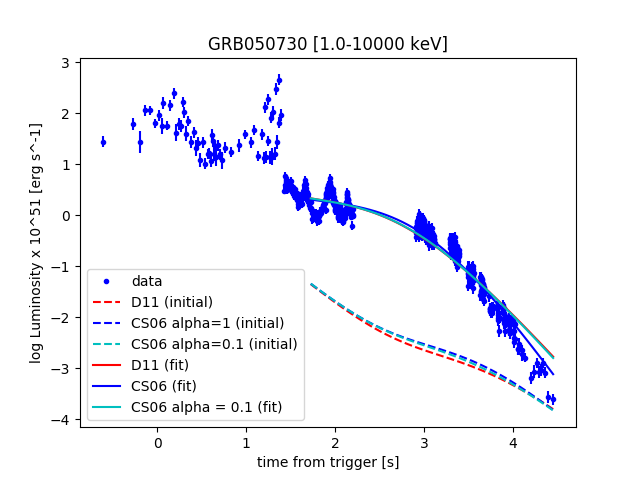 GRB050730 [1.0-10000 keV]
log Luminosity x 10^51 [erg s^-1]
3
2
1
0
−1
−2
−3
−4
data
D11 (initial)
CS06 alpha=1 (initial)
CS06 alpha=0.1 (initial)
D11 (fit)
CS06 (fit)
CS06 alpha = 0.1 (fit)
0 1 2 3 4
time from trigger [s]